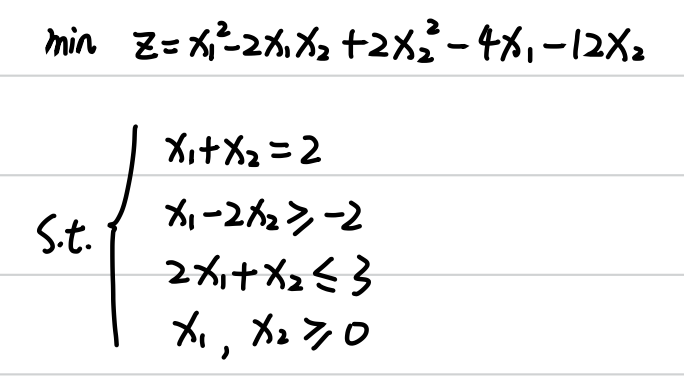 min z = x₁² - 2x₁x₂ + 2x₂² - 4x₁ - 12x₂
x₁ + x₂ = 2
x₁ - 2x₂ ⩾ -2
s.t.
2x₁ + x₂ ≤ 3
x₁, x₂ ⩾ 0